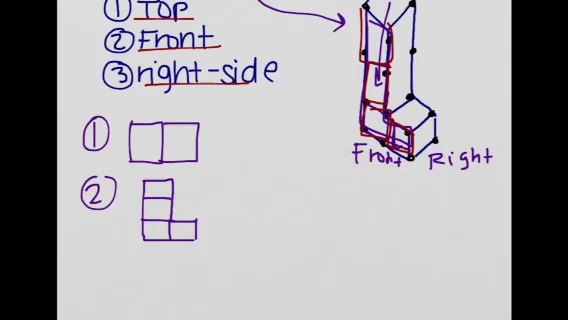 ① Top
② Front
③ right-side
Front Right
①
②